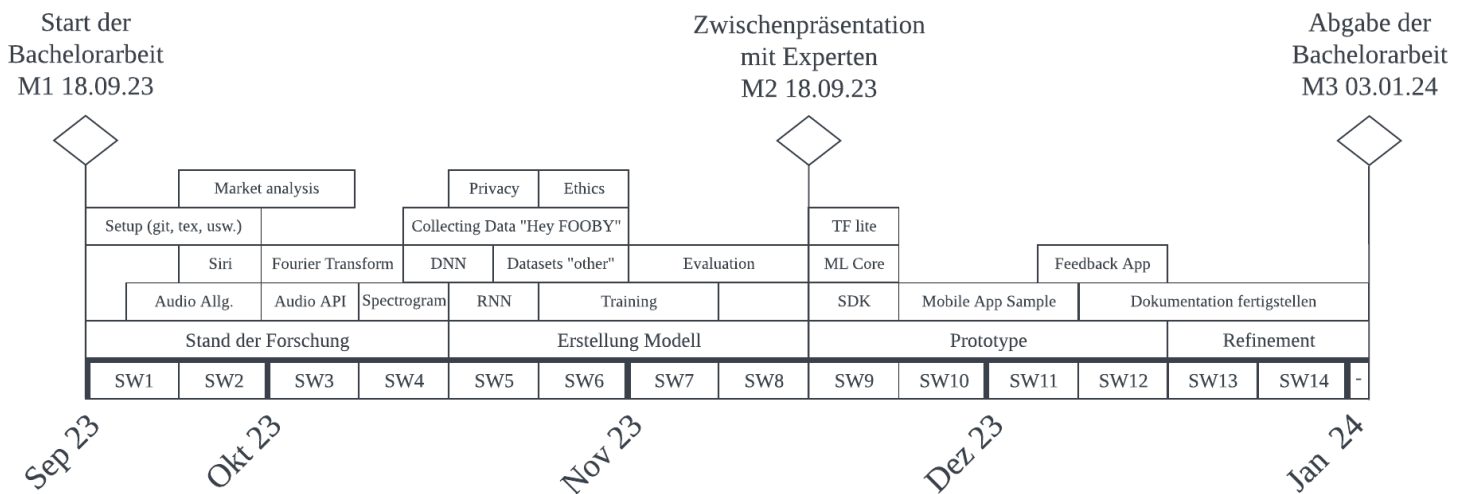 Start der
Bachelorarbeit
M1 18.09.23
Zwischenpräsentation
mit Experten
M2 18.09.23
Abgabe der
Bachelorarbeit
M3 03.01.24
Market analysis
Privacy
Ethics
Setup (git, tex, usw.)
Collecting Data "Hey FOOBY"
TF lite
Siri
Fourier Transform
DNN
Datasets "other"
Evaluation
ML Core
Feedback App
Audio Allg.
Audio API
Spectrogram
RNN
Training
SDK
Mobile App Sample
Dokumentation fertigstellen
Stand der Forschung
Erstellung Modell
Prototype
Refinement
SW1
SW2
SW3
SW4
SW5
SW6
SW7
SW8
SW9
SW10
SW11
SW12
SW13
SW14
-
Sep 23
Okt 23
Nov 23
Dez 23
Jan 24